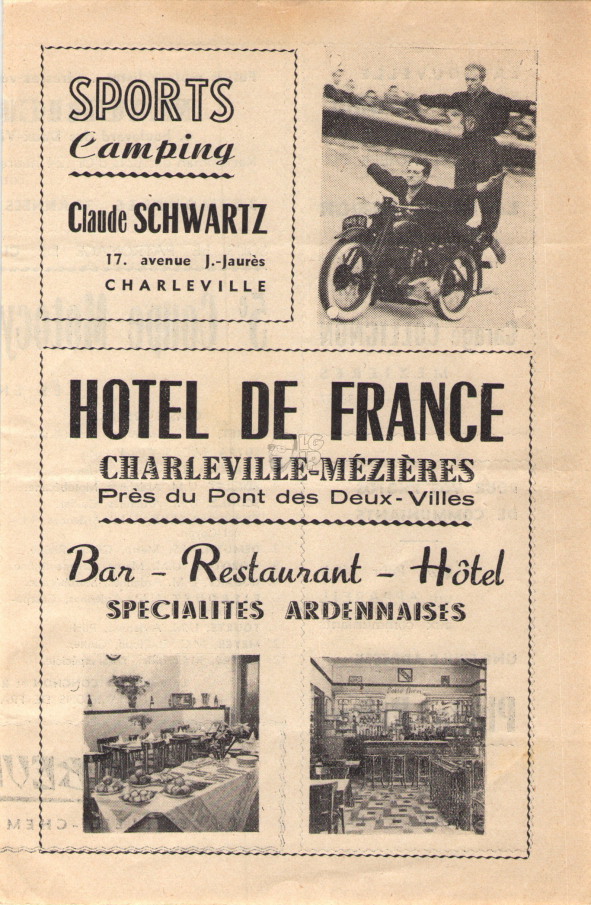 SPORTS
Camping
Claude SCHWARTZ
17. avenue J.-Jaurès
CHARLEVILLE
HOTEL DE FRANCE
CHARLEVILLE-MÉZIÈRES
Près du Pont des Deux-Villes
Bar - Restaurant - Hôtel
SPECIALITES ARDENNAISES